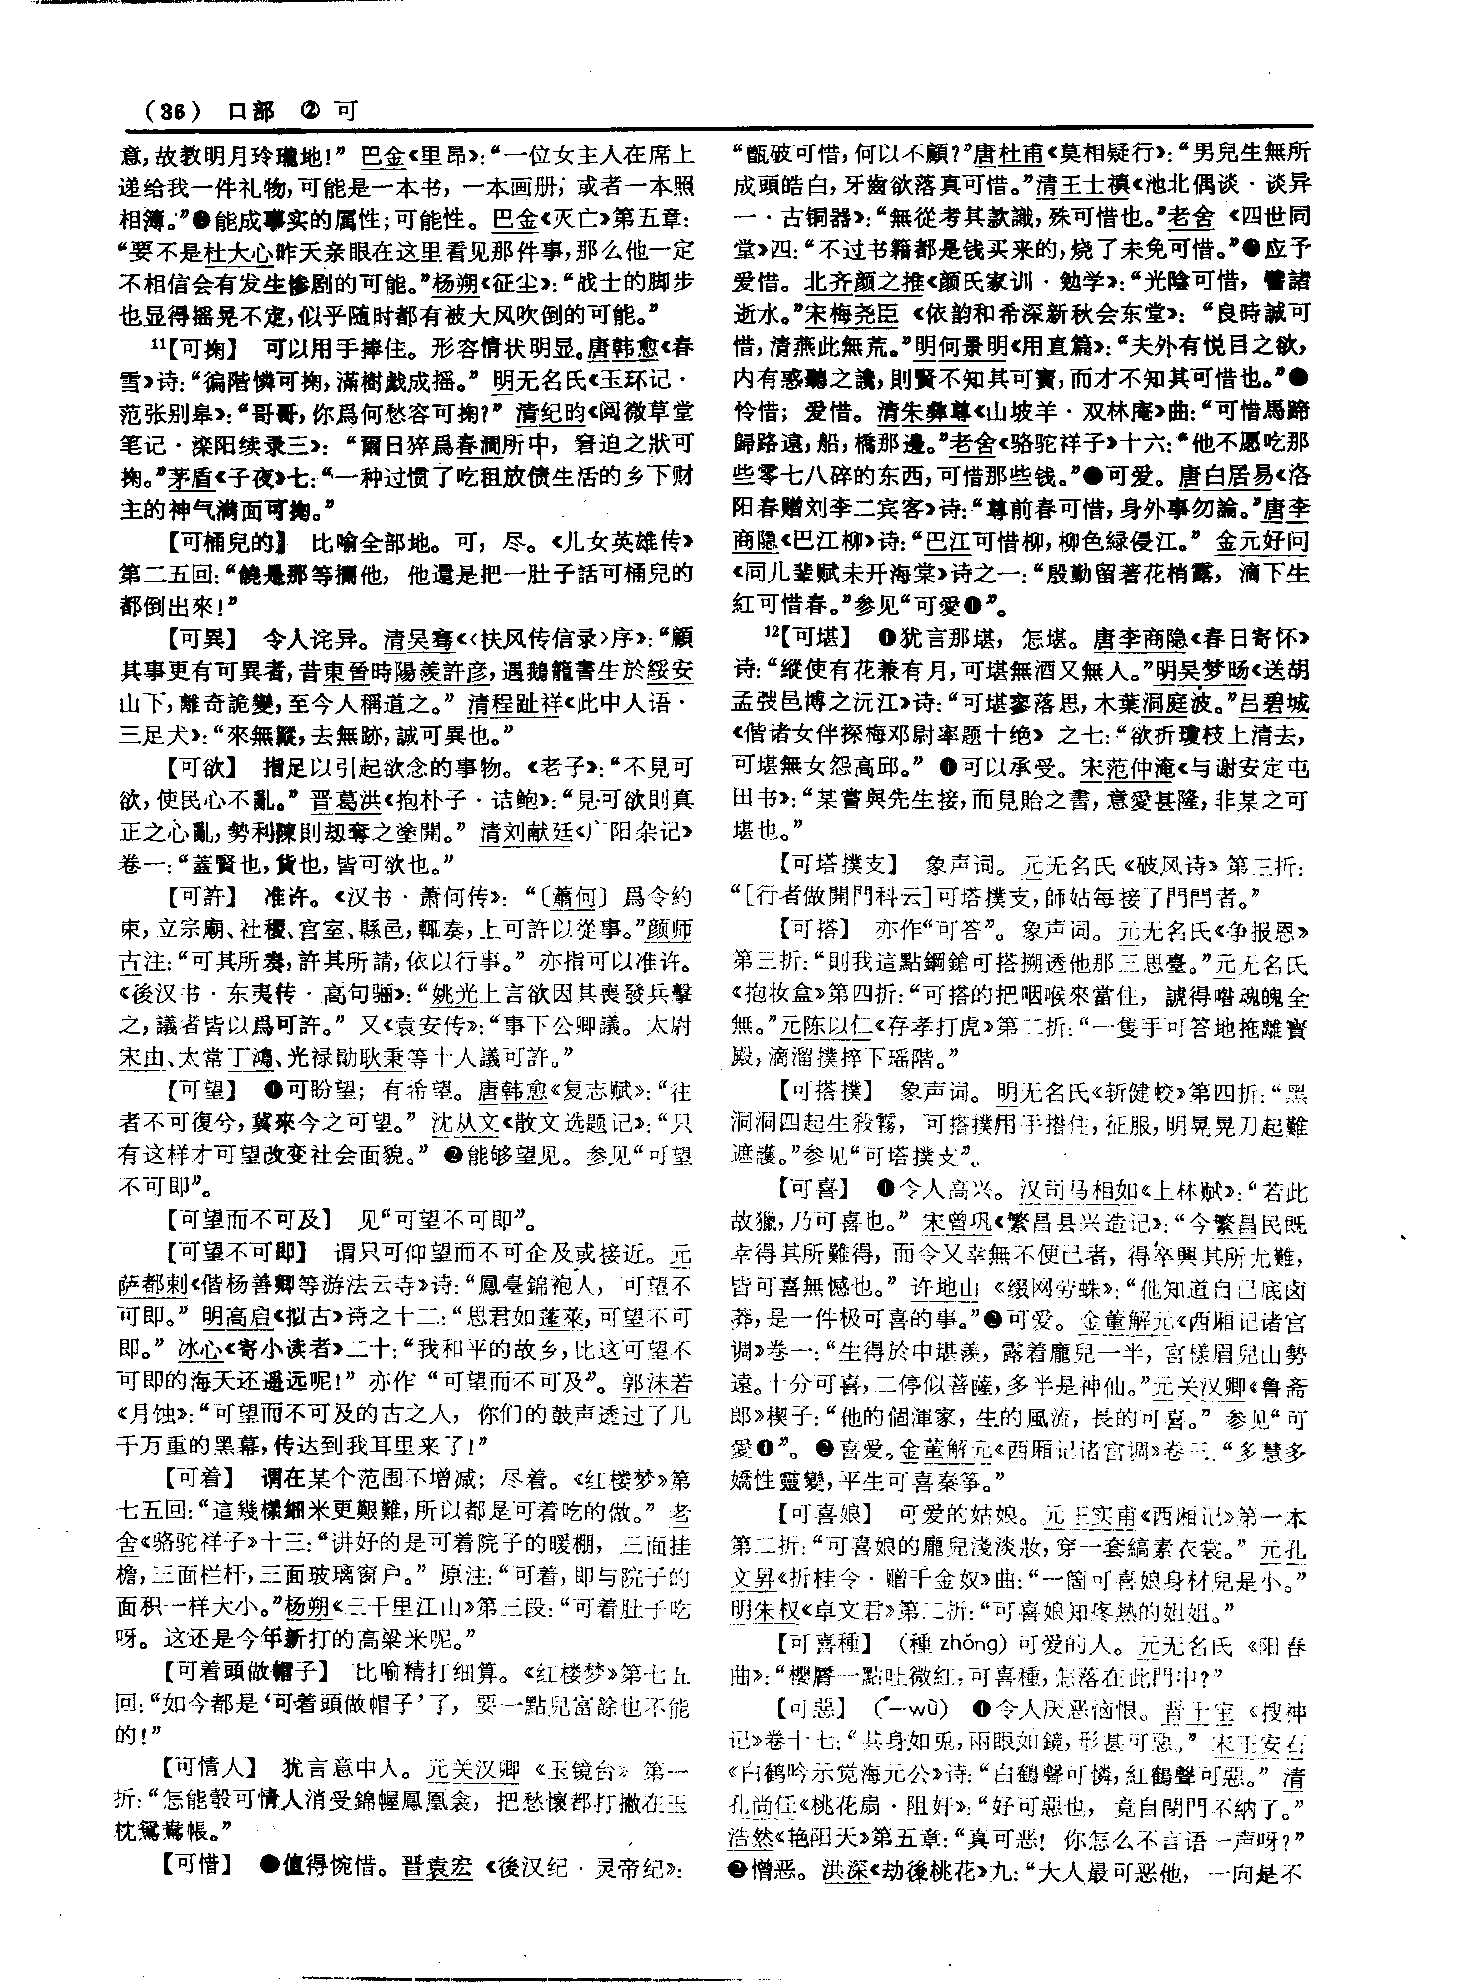 (36) 口部 ② 可
意,故教明月玲瓏地!” 巴金《里昂》:“一位女主人在席上
递给我一件礼物,可能是一本书, 一本画册; 或者一本照
相簿。”❷能成事实的属性;可能性。 巴金《灭亡》第五章:
“要不是杜大心昨天亲眼在这里看见那件事,那么他一定
不相信会有发生惨剧的可能。”杨朔《征尘》:“战士的脚步
也显得摇晃不定,似乎随时都有被大风吹倒的可能。”
11【可掬】 可以用手捧住。形容情状明显。唐韩愈《春
雪》诗:“徧階憐可掬,滿樹戲成摇。” 明无名氏《玉环记·
范张别皋》:“哥哥,你爲何愁容可掬?” 清纪昀《阅微草堂
笔记·滦阳续录三》: “爾日猝爲春澗所中, 窘迫之狀可
掬。”茅盾《子夜》七:“一种过惯了吃租放债生活的乡下财
主的神气满面可掬。”
【可桶兒的】 比喻全部地。可, 尽。《儿女英雄传》
第二五回:“饒是那等攔他, 他還是把一肚子話可桶兒的
都倒出來!”
【可異】 令人诧异。清吴骞《〈扶风传信录〉序》:“顧
其事更有可異者,昔東晉時陽羨許彦,遇鵝籠書生於綏安
山下,離奇詭變,至今人稱道之。” 清程趾祥《此中人语·
三足犬》:“來無蹤,去無跡,誠可異也。”
【可欲】 指足以引起欲念的事物。《老子》:“不見可
欲,使民心不亂。” 晋葛洪《抱朴子·诘鲍》:“見可欲則真
正之心亂,勢利陳則劫奪之塗開。” 清刘献廷《广阳杂记》
卷一:“蓋賢也,貨也,皆可欲也。”
【可許】 准许。《汉书·萧何传》: “〔蕭何〕爲令約
束,立宗廟、社稷、宫室、縣邑,輒奏,上可許以從事。”颜师
古注:“可其所奏,許其所請,依以行事。” 亦指可以准许。
《後汉书·东夷传·高句骊》:“姚光上言欲因其喪發兵擊
之,議者皆以爲可許。” 又《袁安传》:“事下公卿議。太尉
宋由、太常丁鴻、光禄勛耿秉等十人議可許。”
【可望】 ❶可盼望; 有希望。唐韩愈《复志赋》:“往
者不可復兮,冀來今之可望。” 沈从文《散文选题记》:“只
有这样才可望改变社会面貌。” ❷能够望见。参见“可望
不可即”。
【可望而不可及】 见“可望不可即”。
【可望不可即】 谓只可仰望而不可企及或接近。元
萨都剌《偕杨善卿等游法云寺》诗:“鳳臺錦袍人, 可望不
可即。” 明高启《拟古》诗之十二:“思君如蓬萊,可望不可
即。” 冰心《寄小读者》二十:“我和平的故乡,比这可望不
可即的海天还遥远呢!” 亦作“可望而不可及”。郭沫若
《月蚀》:“可望而不可及的古之人, 你们的鼓声透过了几
千万重的黑幕,传达到我耳里来了!”
【可着】 谓在某个范围不增减; 尽着。《红楼梦》第
七五回:“這幾樣細米更艱難,所以都是可着吃的做。” 老
舍《骆驼祥子》十三:“讲好的是可着院子的暖棚, 三面挂
檐,三面栏杆,三面玻璃窗户。” 原注:“可着,即与院子的
面积一样大小。”杨朔《三千里江山》第三段:“可着肚子吃
呀。这还是今年新打的高粱米呢。”
【可着頭做帽子】 比喻精打细算。《红楼梦》第七五
回:“如今都是‘可着頭做帽子’了, 要一點兒富餘也不能
的!”
【可情人】 犹言意中人。元关汉卿《玉镜台》第一
折:“怎能彀可情人消受錦幄鳳凰衾, 把愁懷都打撇在玉
枕鴛鴦帳。”
【可惜】 ❶值得惋惜。晋袁宏《後汉纪·灵帝纪》:
“甑破可惜,何以不顧?”唐杜甫《莫相疑行》:“男兒生無所
成頭皓白,牙齒欲落真可惜。”清王士禛《池北偶谈·谈异
一·古铜器》:“無從考其款識,殊可惜也。”老舍《四世同
堂》四:“不过书籍都是钱买来的,烧了未免可惜。”❷应予
爱惜。北齐颜之推《颜氏家训·勉学》:“光陰可惜, 譬諸
逝水。”宋梅尧臣《依韵和希深新秋会东堂》: “良時誠可
惜,清燕此無荒。”明何景明《用直篇》:“夫外有悦目之欲,
内有惑聽之讒,則賢不知其可寶,而才不知其可惜也。”❸
怜惜; 爱惜。清朱彝尊《山坡羊·双林庵》曲:“可惜馬蹄
歸路遠,船,橋那邊。”老舍《骆驼祥子》十六:“他不愿吃那
些零七八碎的东西,可惜那些钱。”❹可爱。唐白居易《洛
阳春赠刘李二宾客》诗:“尊前春可惜,身外事勿論。”唐李
商隐《巴江柳》诗:“巴江可惜柳,柳色緑侵江。” 金元好问
《同儿辈赋未开海棠》诗之一:“殷勤留著花梢露, 滴下生
紅可惜春。”参见“可愛❶”。
12【可堪】 ❶犹言那堪, 怎堪。唐李商隐《春日寄怀》
诗:“縱使有花兼有月,可堪無酒又無人。”明吴梦旸《送胡
孟弢邑博之沅江》诗:“可堪寥落思,木葉洞庭波。”吕碧城
《偕诸女伴探梅邓尉率题十绝》之七:“欲折瓊枝上清去,
可堪無女怨高邱。” ❷可以承受。宋范仲淹《与谢安定屯
田书》:“某嘗與先生接,而見貽之書,意愛甚隆,非某之可
堪也。”
【可塔撲支】 象声词。元无名氏《破风诗》第三折:
“[行者做開門科云]可塔撲支,師姑每接了門閂者。”
【可搭】 亦作“可答”。象声词。元无名氏《争报恩》
第三折:“則我這點鋼鎗可搭搠透他那三思臺。”元无名氏
《抱妆盒》第四折:“可搭的把咽喉來當住, 諕得喒魂魄全
無。”元陈以仁《存孝打虎》第二折:“一隻手可答地拖離寶
殿,滴溜撲摔下瑶階。”
【可搭撲】 象声词。明无名氏《斩健蛟》第四折:“黑
洞洞四起生殺霧, 可搭撲用手揝住,征服,明晃晃刀起難
遮護。”参见“可塔撲支”。
【可喜】 ❶令人高兴。汉司马相如《上林赋》:“若此
故獵,乃可喜也。” 宋曾巩《繁昌县兴造记》:“今繁昌民既
幸得其所難得, 而令又幸無不便已者, 得卒興其所尤難,
皆可喜無憾也。” 许地山《缀网劳蛛》:“他知道自己底卤
莽,是一件极可喜的事。”❷可爱。金董解元《西厢记诸宫
调》卷一:“生得於中堪羨, 露着龐兒一半, 宫樣眉兒山勢
遠。十分可喜,二停似菩薩,多半是神仙。”元关汉卿《鲁斋
郎》楔子:“他的個渾家, 生的風流, 長的可喜。” 参见“可
愛❶”。❸喜爱。金董解元《西厢记诸宫调》卷三:“多慧多
嬌性靈變,平生可喜秦筝。”
【可喜娘】 可爱的姑娘。元王实甫《西厢记》第一本
第二折:“可喜娘的龐兒淺淡妝,穿一套縞素衣裳。” 元孔
文昇《折桂令·赠千金奴》曲:“一箇可喜娘身材兒是小。”
明朱权《卓文君》第二折:“可喜娘知疼熱的姐姐。”
【可喜種】 (種 zhǒng) 可爱的人。元无名氏《阳春
曲》:“櫻脣一點吐微紅,可喜種,怎落在此門中?”
【可惡】 (-wù) ❶令人厌恶恼恨。晋干宝《搜神
记》卷十七:“其身如兔,兩眼如鏡,形甚可惡。” 宋王安石
《白鹤吟示觉海元公》诗:“白鶴聲可憐,紅鶴聲可惡。” 清
孔尚任《桃花扇·阻奸》:“好可惡也, 竟自閉門不納了。”
浩然《艳阳天》第五章:“真可恶! 你怎么不言语一声呀?”
❷憎恶。洪深《劫後桃花》九:“大人最可恶他, 一向是不